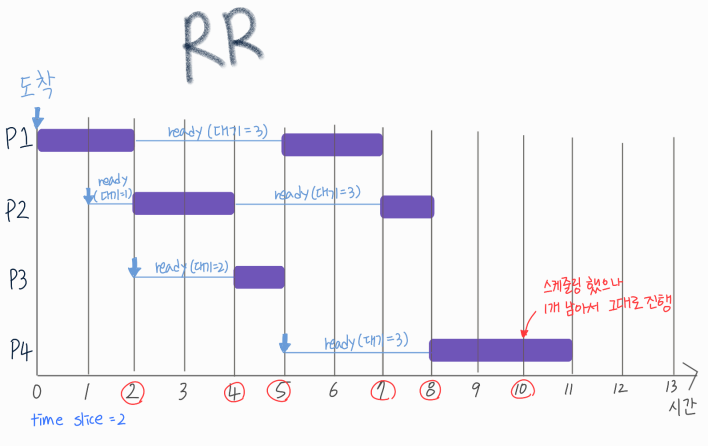 RR
도착
P1
ready (대기=3)
ready
(대기=1)
P2
ready (대기=3)
P3
ready (대기=2)
스케줄링 했으나
1개 남아서 그대로 진행
P4
ready (대기=3)
0 1 2 3 4 5 6 7 8 9 10 11 12 13
시간
time slice = 2